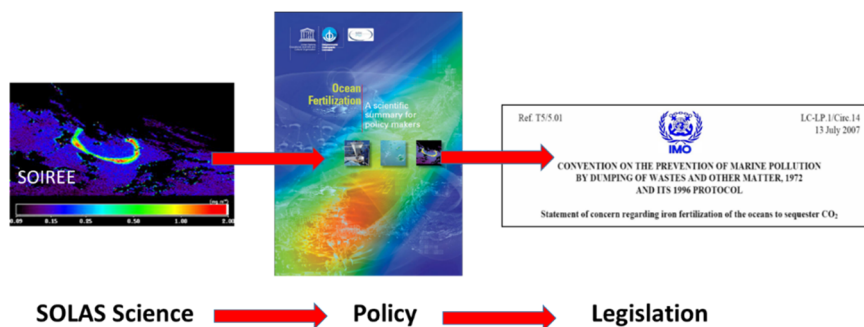 SOIREE
[mg m⁻³]
0.09 0.15 0.25 0.50 1.00 2.00
Ocean
Fertilization
A scientific
summary for
policy makers
Ref. T5/5.01
LC-LP.1/Circ.14
13 July 2007
IMO
CONVENTION ON THE PREVENTION OF MARINE POLLUTION
BY DUMPING OF WASTES AND OTHER MATTER, 1972
AND ITS 1996 PROTOCOL
Statement of concern regarding iron fertilization of the oceans to sequester CO₂
SOLAS Science
Policy
Legislation